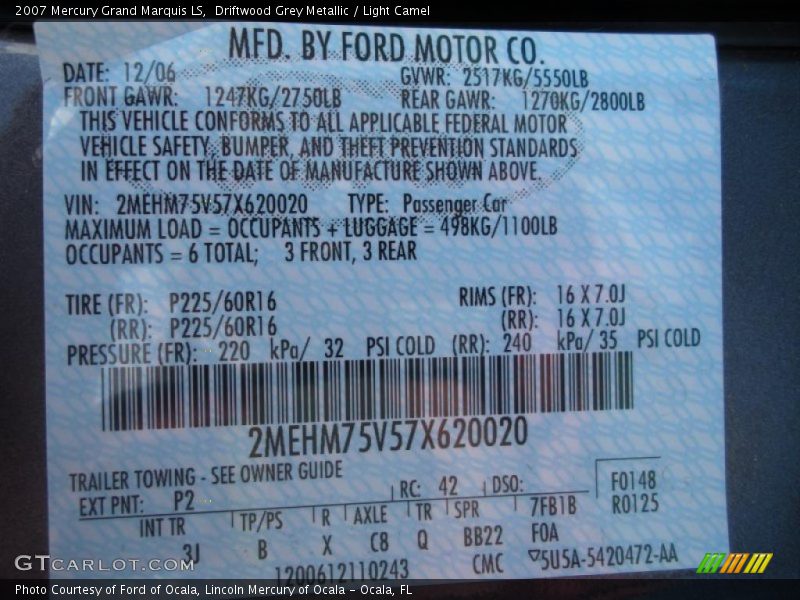 2007 Mercury Grand Marquis LS,  Driftwood Grey Metallic / Light Camel
MFD. BY FORD MOTOR CO.
DATE: 12/06 GVWR: 2517KG/5550LB
FRONT GAWR: 1247KG/2750LB REAR GAWR: 1270KG/2800LB
THIS VEHICLE CONFORMS TO ALL APPLICABLE FEDERAL MOTOR
VEHICLE SAFETY, BUMPER, AND THEFT PREVENTION STANDARDS
IN EFFECT ON THE DATE OF MANUFACTURE SHOWN ABOVE.
VIN: 2MEHM75V57X620020 TYPE: Passenger Car
MAXIMUM LOAD = OCCUPANTS + LUGGAGE = 498KG/1100LB
OCCUPANTS = 6 TOTAL; 3 FRONT, 3 REAR
TIRE (FR): P225/60R16 RIMS (FR): 16 X 7.0J
(RR): P225/60R16 (RR): 16 X 7.0J
PRESSURE (FR): 220 kPa/ 32 PSI COLD (RR): 240 kPa/ 35 PSI COLD
2MEHM75V57X620020
TRAILER TOWING - SEE OWNER GUIDE
EXT PNT: P2 RC: 42 DSO: F0148
R0125
INT TR TP/PS R AXLE TR SPR 7FB1B
3J B X C8 Q BB22 F0A
1200612110243 CMC 5U5A-5420472-AA
GTCARLOT.COM
Photo Courtesy of Ford of Ocala, Lincoln Mercury of Ocala - Ocala, FL